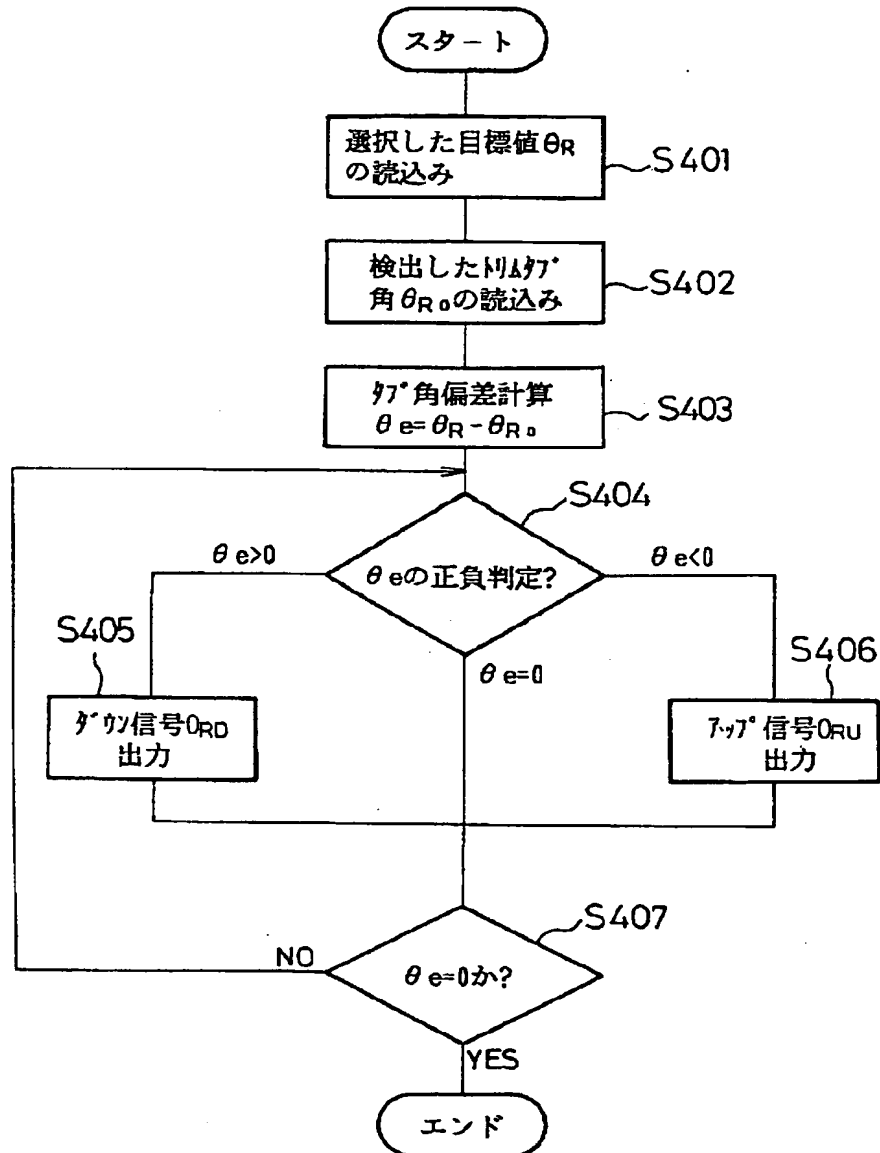 スタート
選択した目標値θR
の読込み
S401
検出したﾄﾘﾑﾀﾌﾞ
角θRoの読込み
S402
ﾀﾌﾞ角偏差計算
θe=θR-θRo
S403
S404
θeの正負判定?
θe>0
θe<0
θe=0
S405
ﾀﾞｳﾝ信号ORD
出力
S406
ｱｯﾌﾟ信号ORU
出力
S407
θe=0か?
NO
YES
エンド